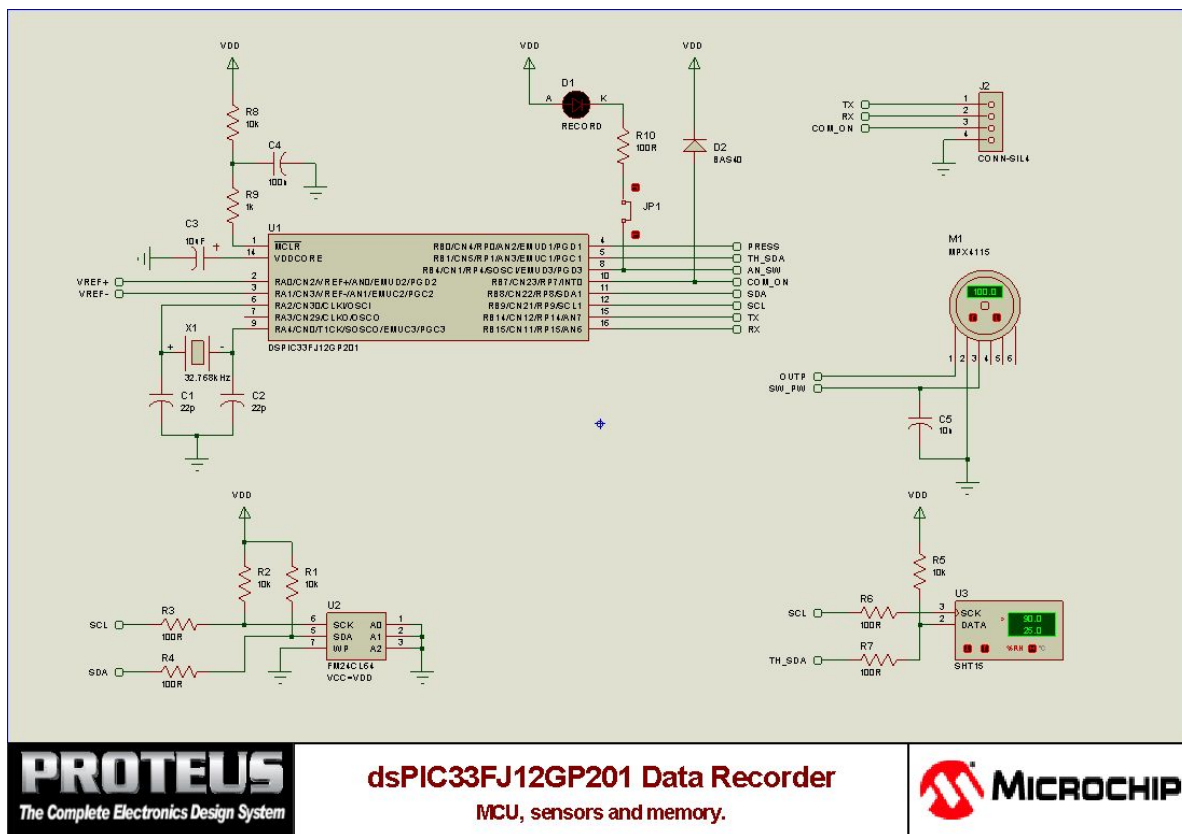 VDD
R8
10k
C4
100n
R9
1k
C3
10uF
+
VDD
D1
A
K
RECORD
R10
100R
JP1
VDD
D2
BAS40
J2
TX
1
RX
2
COM_ON
3
4
CONN-SIL4
U1
1
MCLR
14
VDDCORE
VREF+
2
RA0/CN2/VREF+/AN0/EMUD2/PGD2
VREF-
3
RA1/CN3/VREF-/AN1/EMUC2/PGC2
6
RA2/CN30/CLKI/OSCI
7
RA3/CN29/CLKO/OSCO
9
RA4/CN0/T1CK/SOSCO/EMUC3/PGC3
RB0/CN4/RP0/AN2/EMUD1/PGD1
4
PRESS
RB1/CN5/RP1/AN3/EMUC1/PGC1
5
TH_SDA
RB4/CN1/RP4/SOSCI/EMUD3/PGD3
8
AN_SW
RB7/CN23/RP7/INT0
10
COM_ON
RB8/CN22/RP8/SDA1
11
SDA
RB9/CN21/RP9/SCL1
12
SCL
RB14/CN12/RP14/AN7
15
TX
RB15/CN11/RP15/AN6
16
RX
DSPIC33FJ12GP201
X1
+
-
32.768kHz
C1
22p
C2
22p
M1
MPX4115
100.0
1 2 3 4 5 6
OUTP
SW_PW
C5
10n
VDD
R2
10k
R1
10k
SCL
R3
100R
SDA
R4
100R
U2
6
SCK
A0
1
5
SDA
A1
2
7
WP
A2
3
FM24CL64
VCC=VDD
VDD
R5
10k
SCL
R6
100R
TH_SDA
R7
100R
U3
3
SCK
2
DATA
90.0
25.0
%RH
°C
SHT15
PROTEUS
The Complete Electronics Design System
dsPIC33FJ12GP201 Data Recorder
MCU, sensors and memory.
MICROCHIP